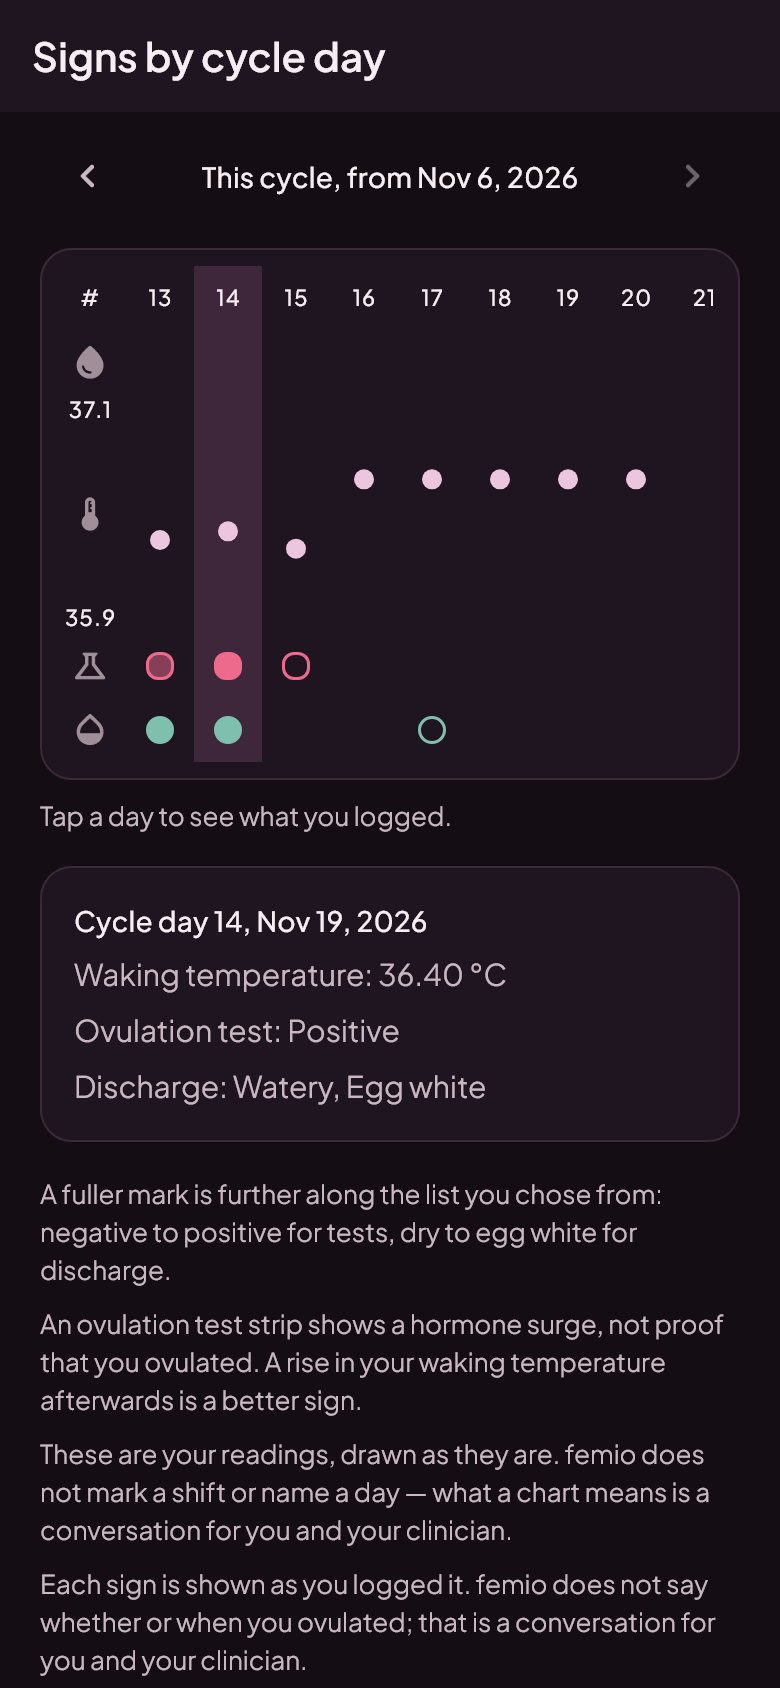 Signs by cycle day
This cycle, from Nov 6, 2026
# 13 14 15 16 17 18 19 20 21
37.1
35.9
Tap a day to see what you logged.
Cycle day 14, Nov 19, 2026
Waking temperature: 36.40 °C
Ovulation test: Positive
Discharge: Watery, Egg white
A fuller mark is further along the list you chose from:
negative to positive for tests, dry to egg white for
discharge.
An ovulation test strip shows a hormone surge, not proof
that you ovulated. A rise in your waking temperature
afterwards is a better sign.
These are your readings, drawn as they are. femio does
not mark a shift or name a day — what a chart means is a
conversation for you and your clinician.
Each sign is shown as you logged it. femio does not say
whether or when you ovulated; that is a conversation for
you and your clinician.